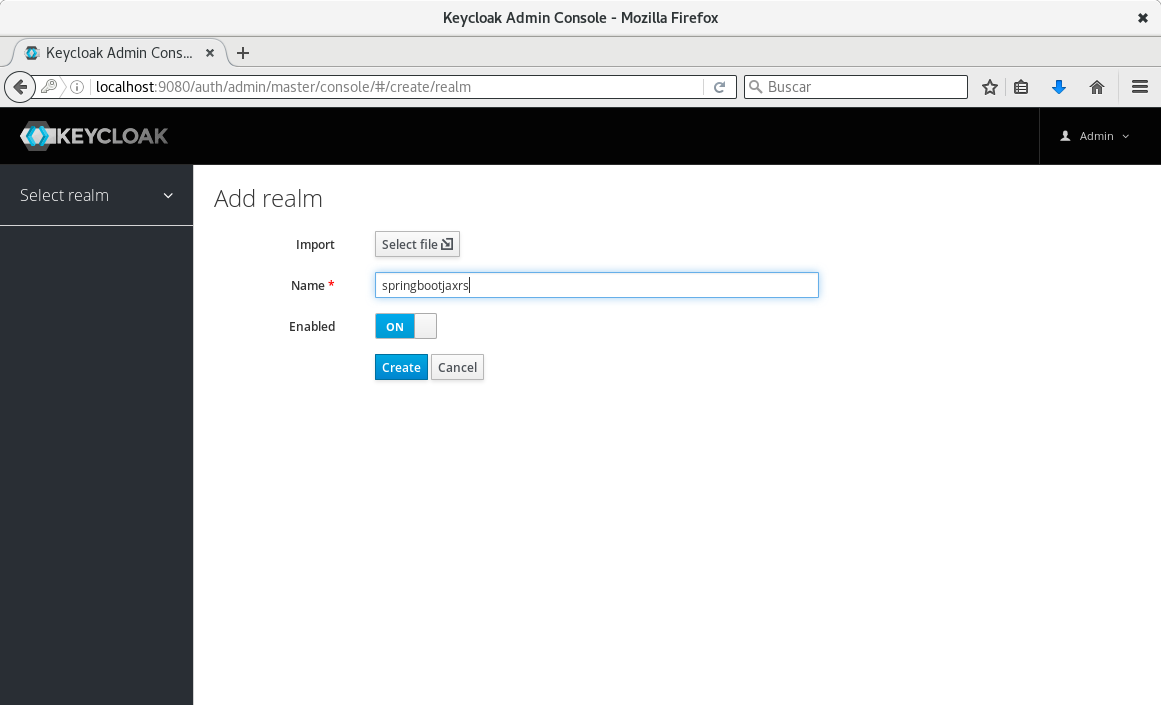 Keycloak Admin Console - Mozilla Firefox
Keycloak Admin Cons...
localhost:9080/auth/admin/master/console/#/create/realm
Buscar
KEYCLOAK
Admin
Select realm
Add realm
Import
Select file
Name *
springbootjaxrs
Enabled
ON
Create
Cancel